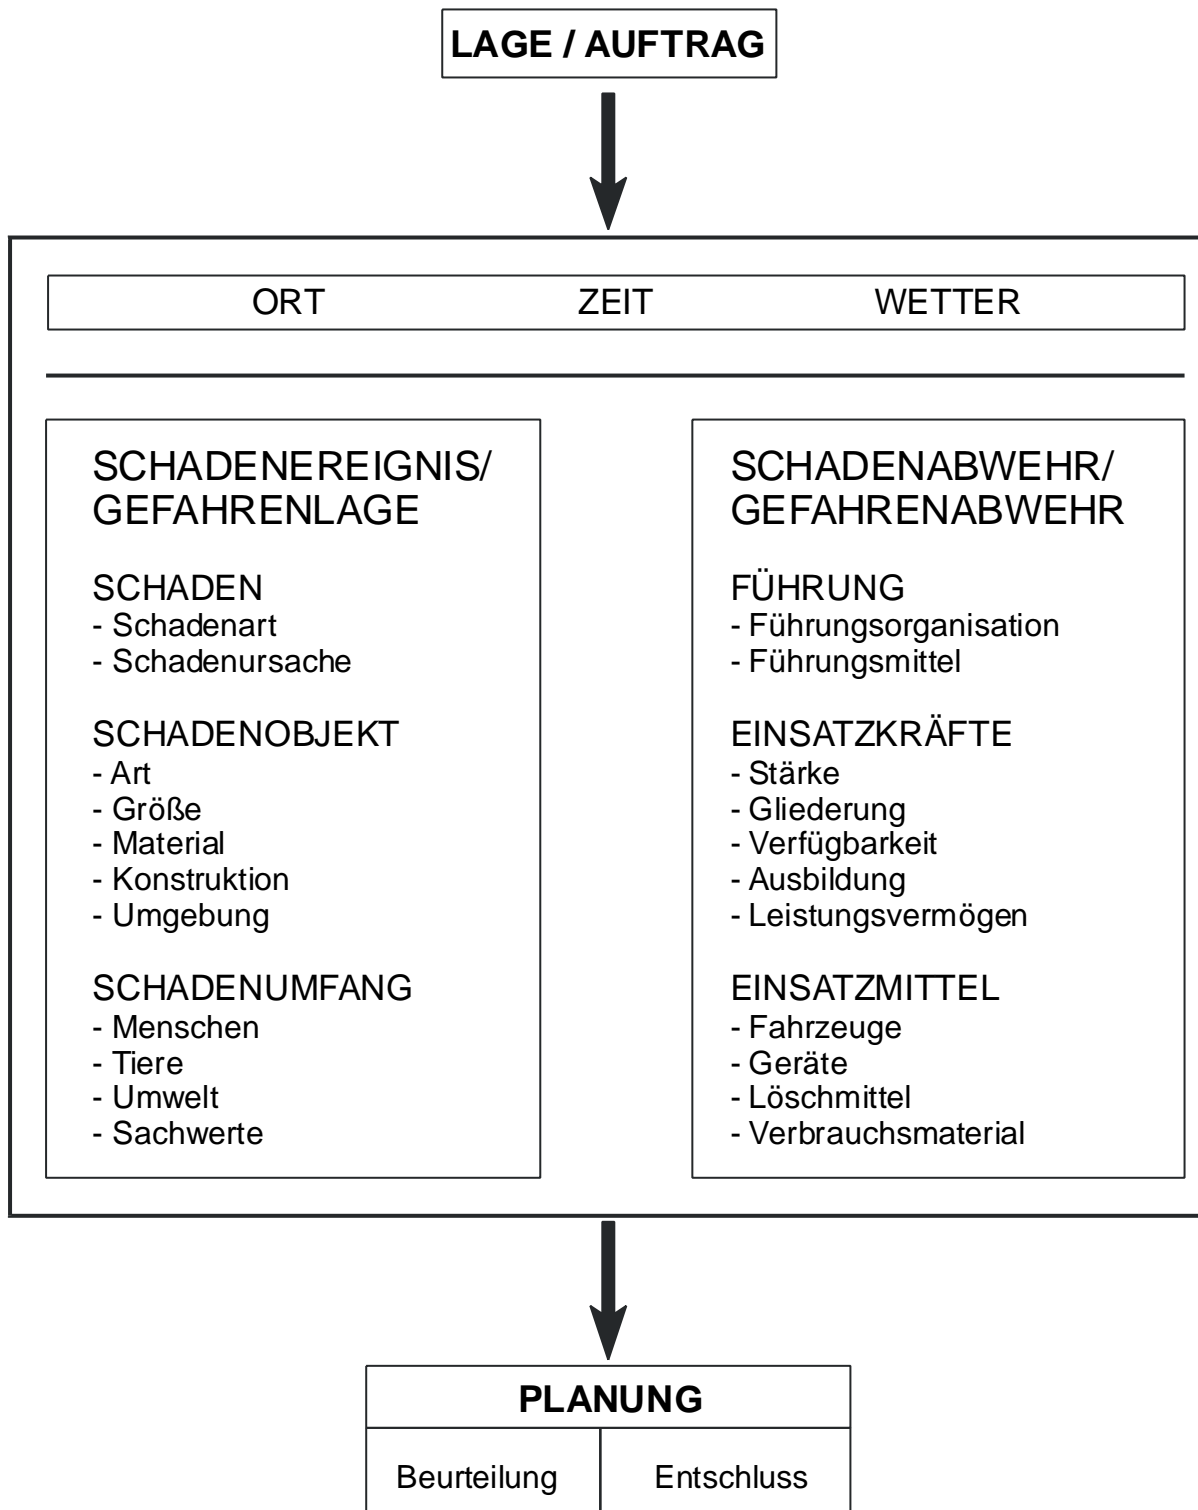 LAGE / AUFTRAG
ORT ZEIT WETTER
SCHADENEREIGNIS/
GEFAHRENLAGE
SCHADEN
- Schadenart
- Schadenursache
SCHADENOBJEKT
- Art
- Größe
- Material
- Konstruktion
- Umgebung
SCHADENUMFANG
- Menschen
- Tiere
- Umwelt
- Sachwerte
SCHADENABWEHR/
GEFAHRENABWEHR
FÜHRUNG
- Führungsorganisation
- Führungsmittel
EINSATZKRÄFTE
- Stärke
- Gliederung
- Verfügbarkeit
- Ausbildung
- Leistungsvermögen
EINSATZMITTEL
- Fahrzeuge
- Geräte
- Löschmittel
- Verbrauchsmaterial
PLANUNG
Beurteilung Entschluss